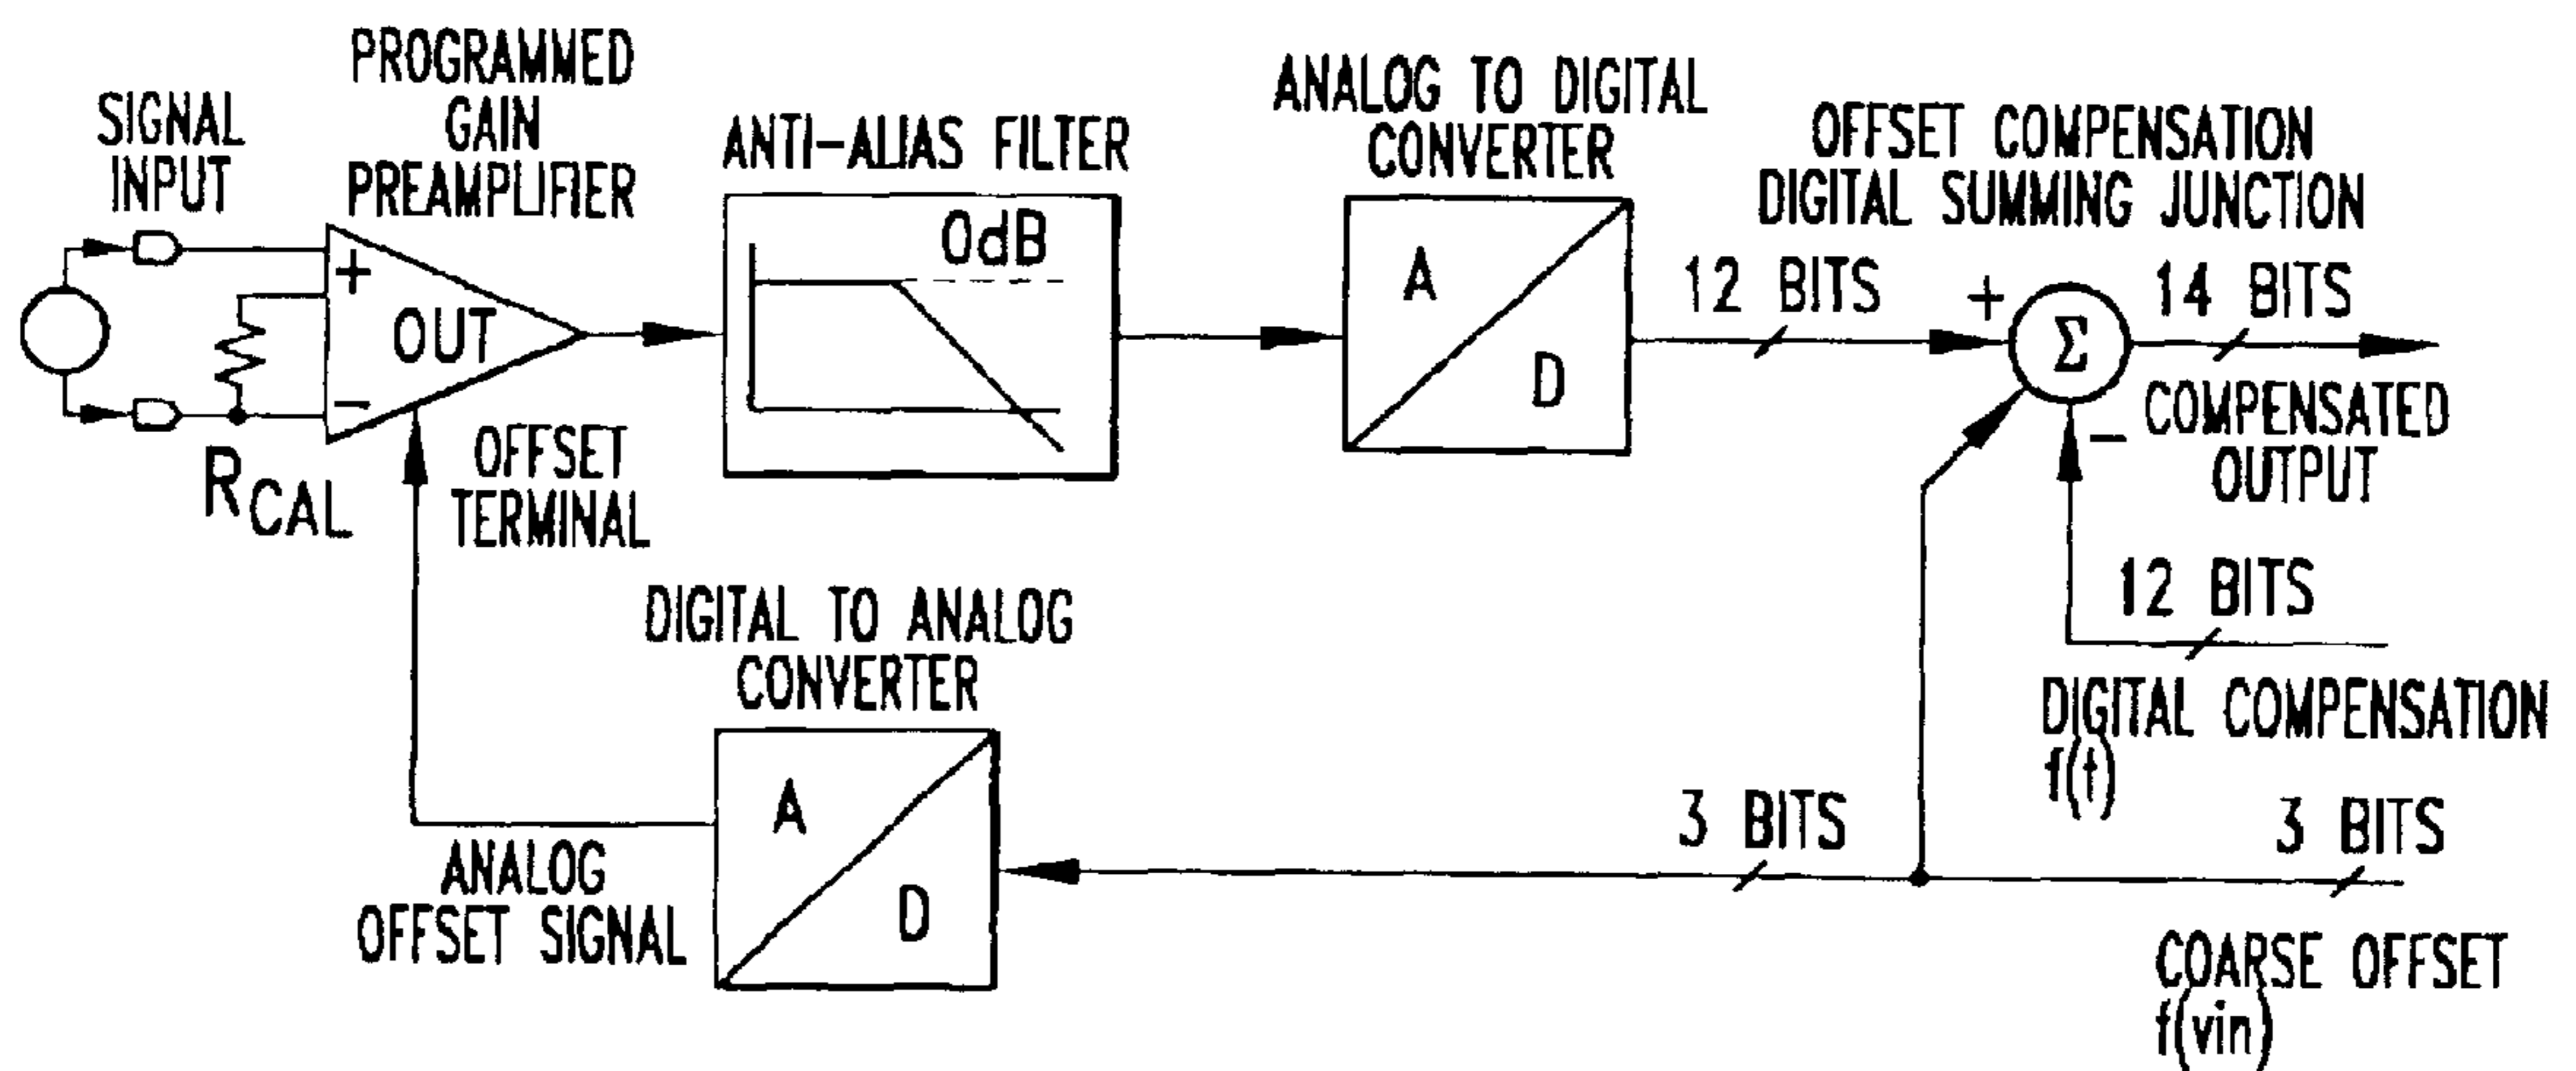 SIGNAL
INPUT
PROGRAMMED
GAIN
PREAMPLIFIER
+
OUT
−
R_CAL
OFFSET
TERMINAL
ANTI-ALIAS FILTER
0dB
ANALOG TO DIGITAL
CONVERTER
A
D
OFFSET COMPENSATION
DIGITAL SUMMING JUNCTION
12 BITS
+
Σ
14 BITS
−
COMPENSATED
OUTPUT
12 BITS
DIGITAL COMPENSATION
f(t)
DIGITAL TO ANALOG
CONVERTER
A
D
ANALOG
OFFSET SIGNAL
3 BITS
3 BITS
COARSE OFFSET
f(vin)